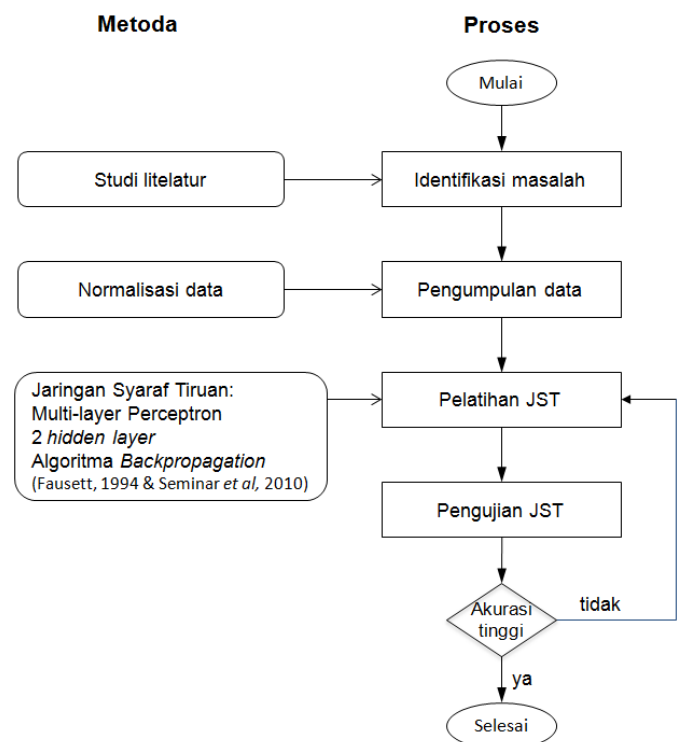 Metoda
Proses
Mulai
Studi litelatur
Identifikasi masalah
Normalisasi data
Pengumpulan data
Jaringan Syaraf Tiruan:
Multi-layer Perceptron
2 hidden layer
Algoritma Backpropagation
(Fausett, 1994 & Seminar et al, 2010)
Pelatihan JST
Pengujian JST
Akurasi
tinggi
tidak
ya
Selesai